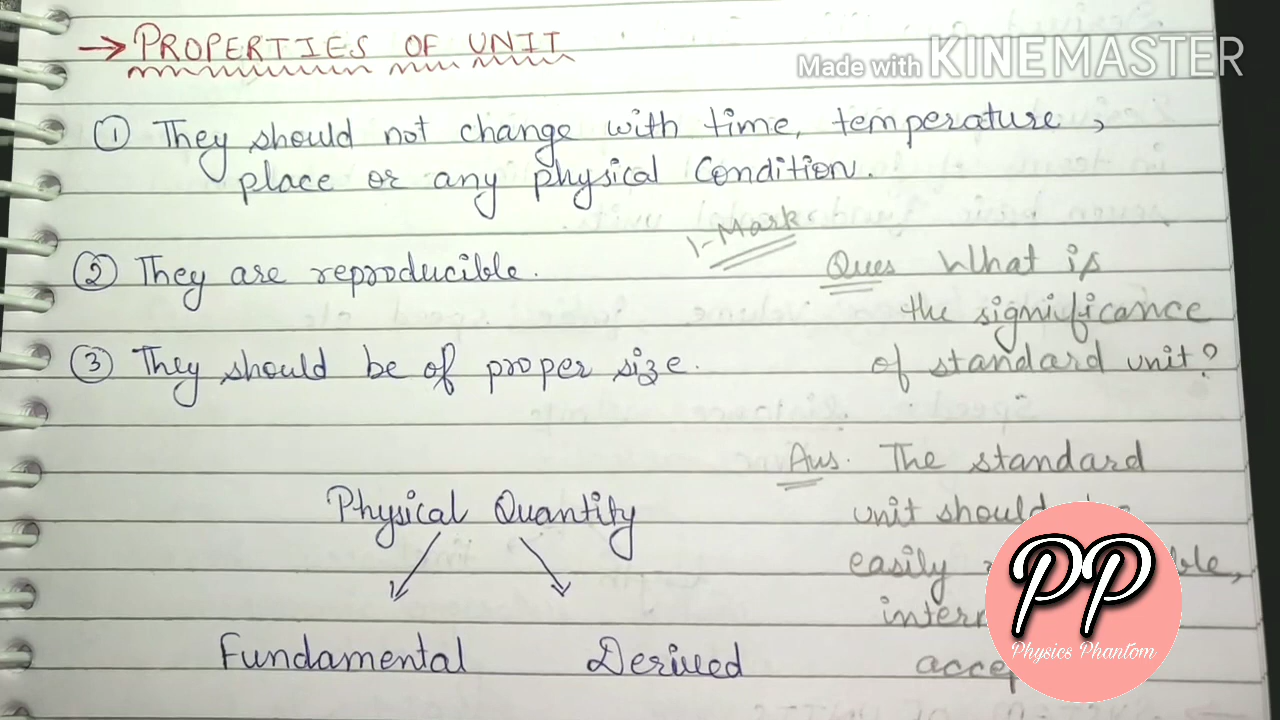 → PROPERTIES OF UNIT
Made with KINEMASTER
① They should not change with time, temperature,
place or any physical Condition.
② They are reproducible.
③ They should be of proper size.
1-Mark
Ques What is
the significance
of standard unit?
Ans. The standard
unit should
easily
Physical Quantity
Fundamental Derived
PP
Physics Phantom